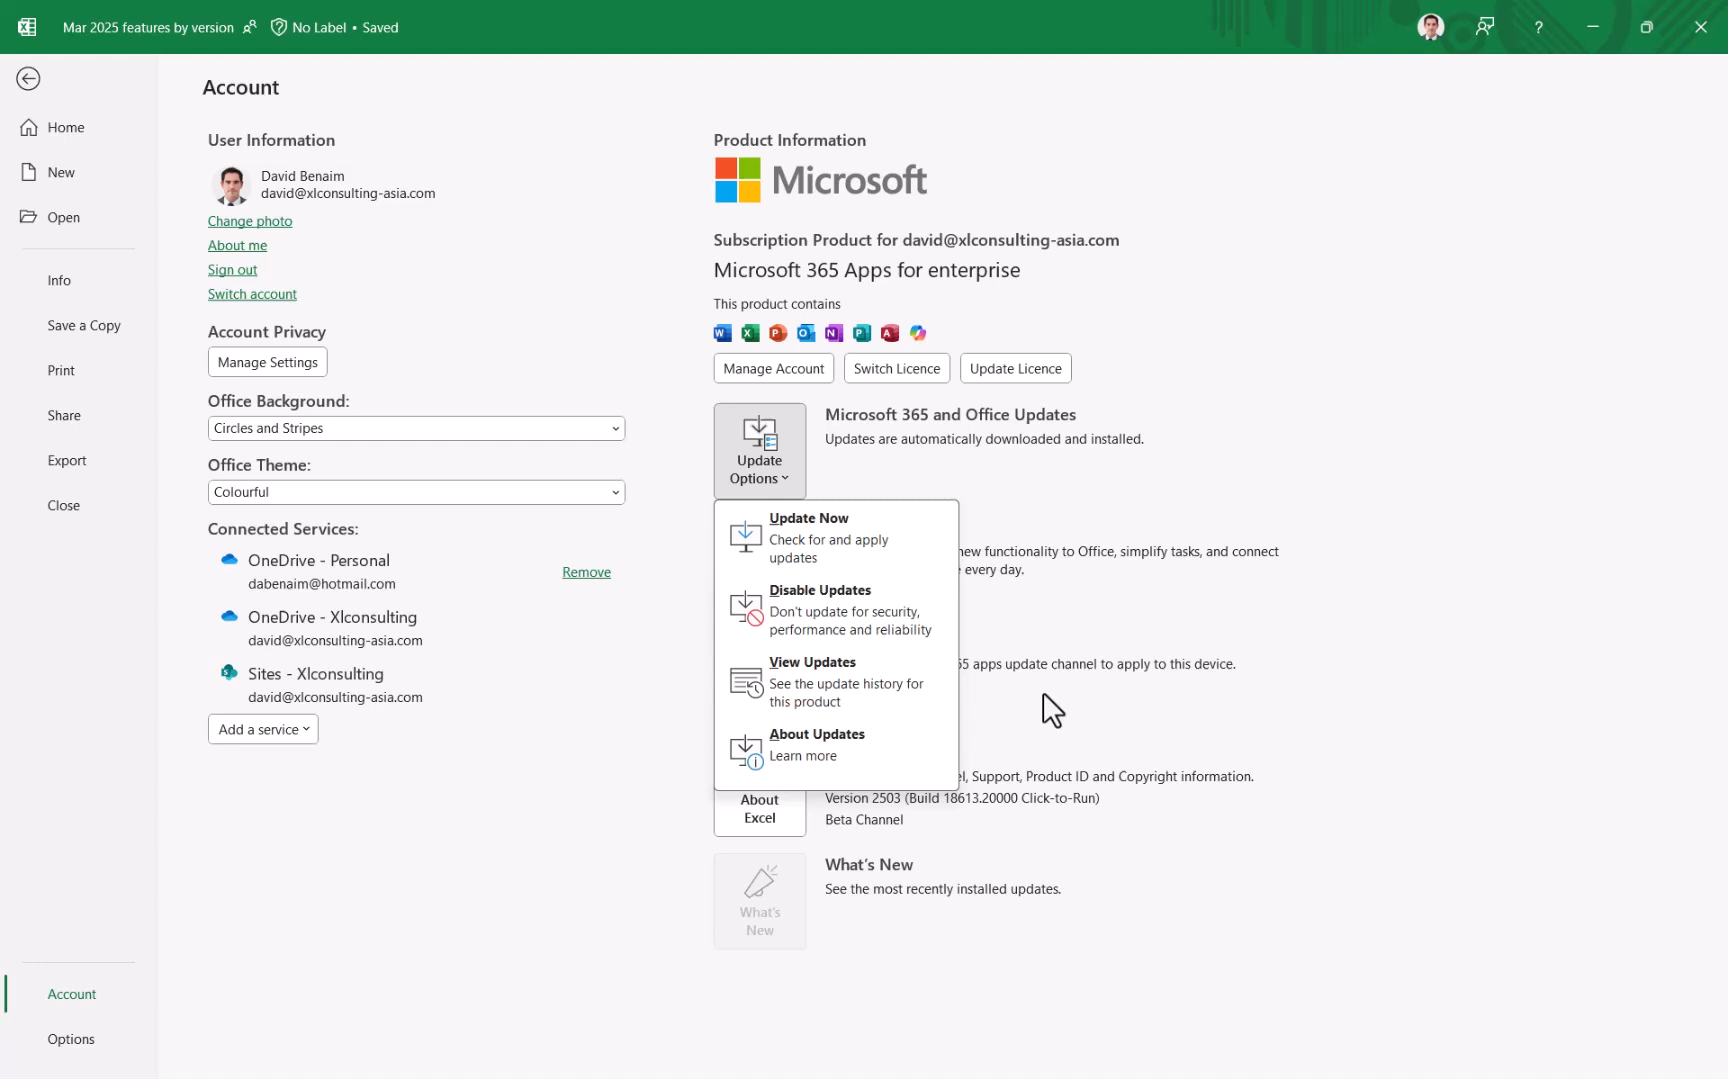 Mar 2025 features by version
No Label • Saved
?
Home
New
Open
Info
Save a Copy
Print
Share
Export
Close
Account
Options
Account
User Information
David Benaim
david@xlconsulting-asia.com
Change photo
About me
Sign out
Switch account
Account Privacy
Manage Settings
Office Background:
Circles and Stripes
Office Theme:
Colourful
Connected Services:
OneDrive - Personal
dabenaim@hotmail.com
Remove
OneDrive - Xlconsulting
david@xlconsulting-asia.com
Sites - Xlconsulting
david@xlconsulting-asia.com
Add a service
Product Information
Microsoft
Subscription Product for david@xlconsulting-asia.com
Microsoft 365 Apps for enterprise
This product contains
Manage Account
Switch Licence
Update Licence
Update
Options
Microsoft 365 and Office Updates
Updates are automatically downloaded and installed.
Update Now
Check for and apply
updates
Disable Updates
Don't update for security,
performance and reliability
View Updates
See the update history for
this product
About Updates
Learn more
new functionality to Office, simplify tasks, and connect
every day.
55 apps update channel to apply to this device.
el, Support, Product ID and Copyright information.
About
Excel
Version 2503 (Build 18613.20000 Click-to-Run)
Beta Channel
What's
New
What's New
See the most recently installed updates.